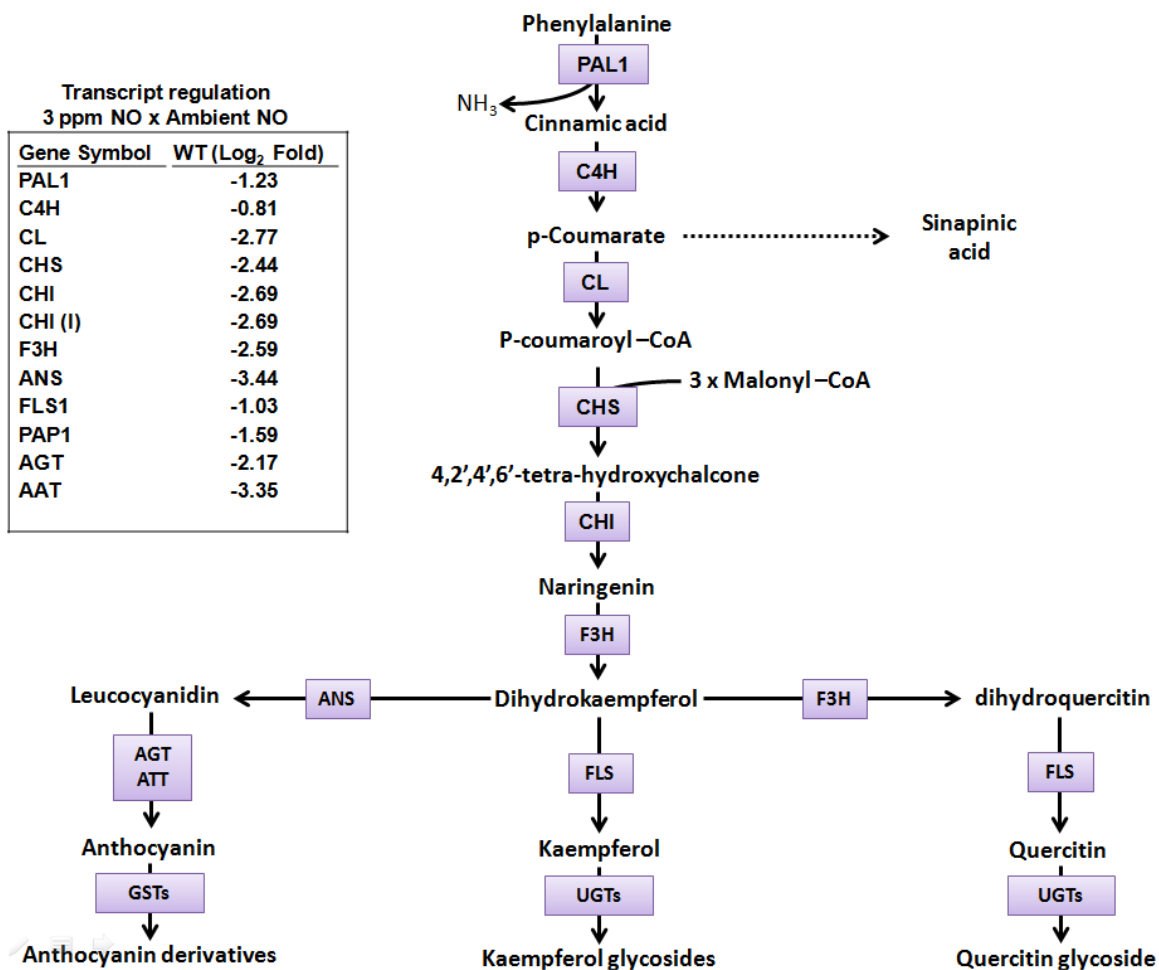 Phenylalanine
PAL1
NH3
Cinnamic acid
C4H
p-Coumarate
Sinapinic
acid
CL
P-coumaroyl –CoA
3 x Malonyl –CoA
CHS
4,2’,4’,6’-tetra-hydroxychalcone
CHI
Naringenin
F3H
Leucocyanidin
ANS
Dihydrokaempferol
F3H
dihydroquercitin
AGT
ATT
FLS
FLS
Anthocyanin
Kaempferol
Quercitin
GSTs
UGTs
UGTs
Anthocyanin derivatives
Kaempferol glycosides
Quercitin glycoside
Transcript regulation
3 ppm NO x Ambient NO
Gene Symbol WT (Log2 Fold)
PAL1 -1.23
C4H -0.81
CL -2.77
CHS -2.44
CHI -2.69
CHI (I) -2.69
F3H -2.59
ANS -3.44
FLS1 -1.03
PAP1 -1.59
AGT -2.17
AAT -3.35